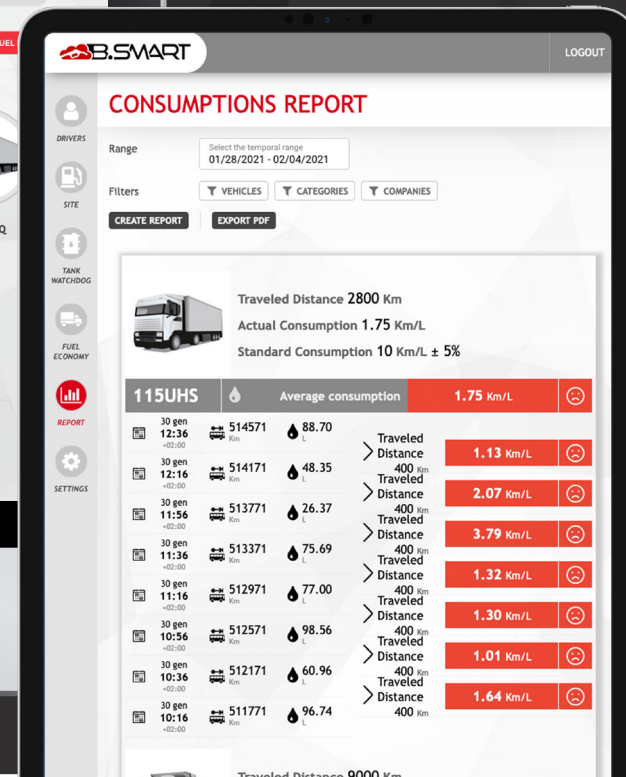 UEL
Q
B.SMART
LOGOUT
CONSUMPTIONS REPORT
DRIVERS
SITE
TANK
WATCHDOG
FUEL
ECONOMY
REPORT
SETTINGS
Range
Select the temporal range
01/28/2021 - 02/04/2021
Filters
VEHICLES
CATEGORIES
COMPANIES
CREATE REPORT
EXPORT PDF
Traveled Distance 2800 Km
Actual Consumption 1.75 Km/L
Standard Consumption 10 Km/L ± 5%
115UHS Average consumption 1.75 Km/L
30 gen
12:36
+02:00
514571
Km
88.70
L
Traveled
Distance
400 Km
1.13 Km/L
30 gen
12:16
+02:00
514171
Km
48.35
L
Traveled
Distance
400 Km
2.07 Km/L
30 gen
11:56
+02:00
513771
Km
26.37
L
Traveled
Distance
400 Km
3.79 Km/L
30 gen
11:36
+02:00
513371
Km
75.69
L
Traveled
Distance
400 Km
1.32 Km/L
30 gen
11:16
+02:00
512971
Km
77.00
L
Traveled
Distance
400 Km
1.30 Km/L
30 gen
10:56
+02:00
512571
Km
98.56
L
Traveled
Distance
400 Km
1.01 Km/L
30 gen
10:36
+02:00
512171
Km
60.96
L
Traveled
Distance
400 Km
1.64 Km/L
30 gen
10:16
+02:00
511771
Km
96.74
L
Traveled Distance 9000 Km